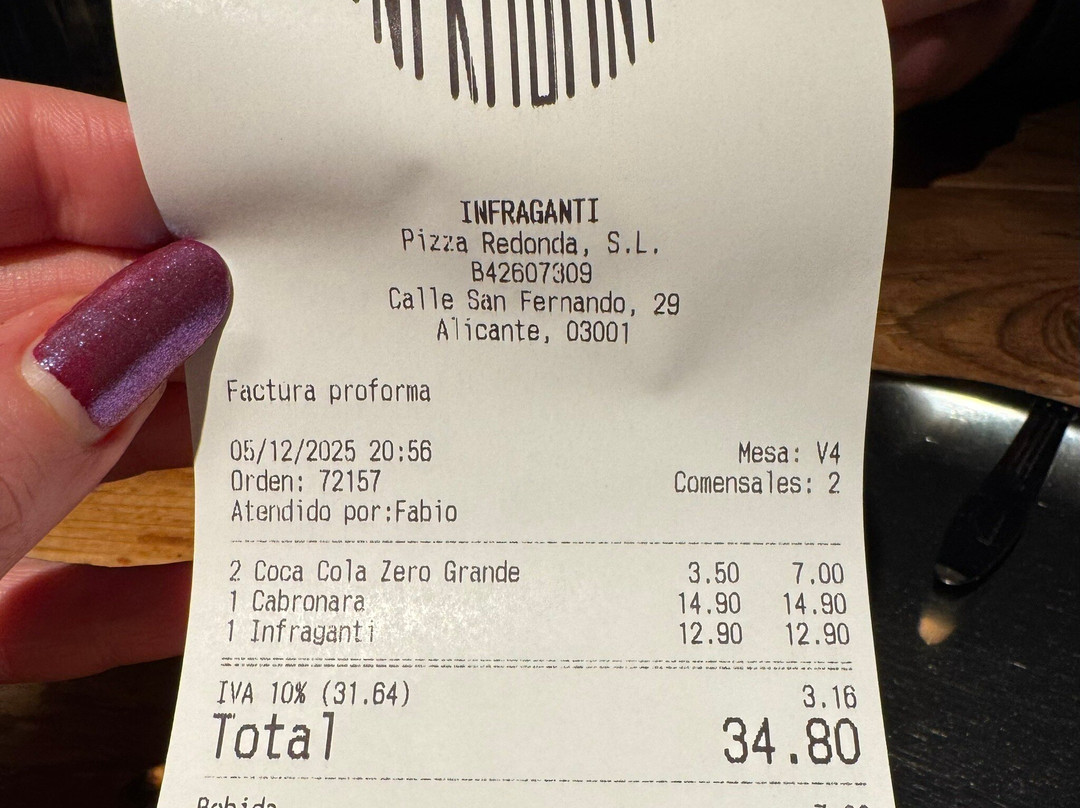 INFRAGANTI
Pizza Redonda, S.L.
B42607309
Calle San Fernando, 29
Alicante, 03001
Factura proforma
05/12/2025 20:56 Mesa: V4
Orden: 72157 Comensales: 2
Atendido por:Fabio
2 Coca Cola Zero Grande 3.50 7.00
1 Cabronara 14.90 14.90
1 Infraganti 12.90 12.90
IVA 10% (31.64) 3.16
Total 34.80
Bebida